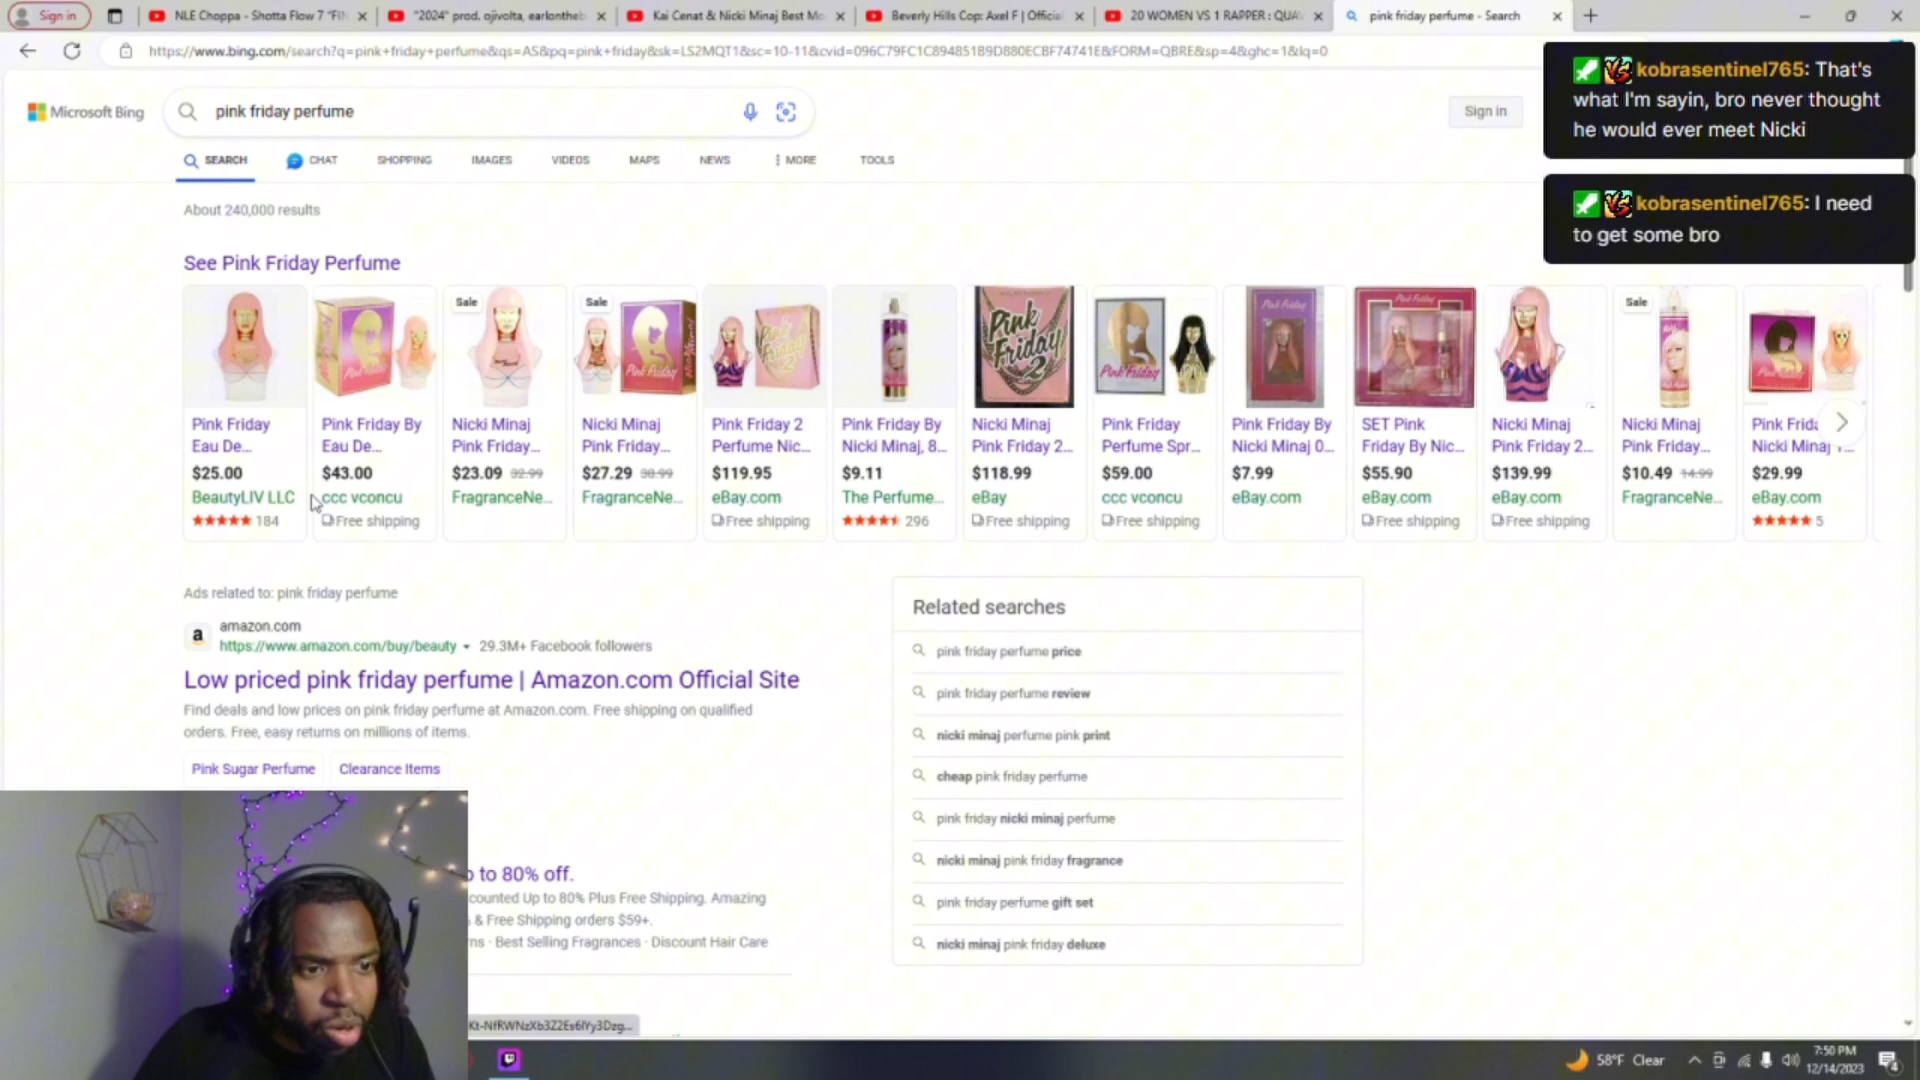 Sign in
NLE Choppa - Shotta Flow 7 "FIN
"2024" prod. ojivolta, earlontheb
Kai Cenat & Nicki Minaj Best Mo
Beverly Hills Cop: Axel F | Official
20 WOMEN VS 1 RAPPER : QUAV
pink friday perfume - Search
https://www.bing.com/search?q=pink+friday+perfume&qs=AS&pq=pink+friday&sk=LS2MQT1&sc=10-11&cvid=096C79FC1C894851B9D880ECBF74741E&FORM=QBRE&sp=4&ghc=1&lq=0
kobrasentinel765: That's
what I'm sayin, bro never thought
he would ever meet Nicki
kobrasentinel765: I need
to get some bro
Microsoft Bing
pink friday perfume
Sign in
SEARCH
CHAT
SHOPPING
IMAGES
VIDEOS
MAPS
NEWS
MORE
TOOLS
About 240,000 results
See Pink Friday Perfume
Pink Friday
Eau De...
$25.00
BeautyLIV LLC
184
Pink Friday By
Eau De...
$43.00
ccc vconcu
Free shipping
Sale
Nicki Minaj
Pink Friday...
$23.09 32.99
FragranceNe...
Sale
Nicki Minaj
Pink Friday...
$27.29 38.99
FragranceNe...
Pink Friday 2
Perfume Nic...
$119.95
eBay.com
Free shipping
Pink Friday By
Nicki Minaj, 8...
$9.11
The Perfume...
296
Pink
Friday
2
Nicki Minaj
Pink Friday 2...
$118.99
eBay
Free shipping
Pink Friday
Pink Friday
Perfume Spr...
$59.00
ccc vconcu
Free shipping
Pink Friday
Pink Friday By
Nicki Minaj 0...
$7.99
eBay.com
Pink Friday
SET Pink
Friday By Nic...
$55.90
eBay.com
Free shipping
Nicki Minaj
Pink Friday 2...
$139.99
eBay.com
Free shipping
Sale
Nicki Minaj
Pink Friday...
$10.49 14.99
FragranceNe...
Pink Frida
Nicki Minaj
$29.99
eBay.com
5
Ads related to: pink friday perfume
amazon.com
https://www.amazon.com/buy/beauty 29.3M+ Facebook followers
Low priced pink friday perfume | Amazon.com Official Site
Find deals and low prices on pink friday perfume at Amazon.com. Free shipping on qualified
orders. Free, easy returns on millions of items.
Pink Sugar Perfume
Clearance Items
to 80% off.
counted Up to 80% Plus Free Shipping. Amazing
& Free Shipping orders $59+.
ns · Best Selling Fragrances · Discount Hair Care
Related searches
pink friday perfume price
pink friday perfume review
nicki minaj perfume pink print
cheap pink friday perfume
pink friday nicki minaj perfume
nicki minaj pink friday fragrance
pink friday perfume gift set
nicki minaj pink friday deluxe
58°F Clear
7:50 PM
12/14/2023
4